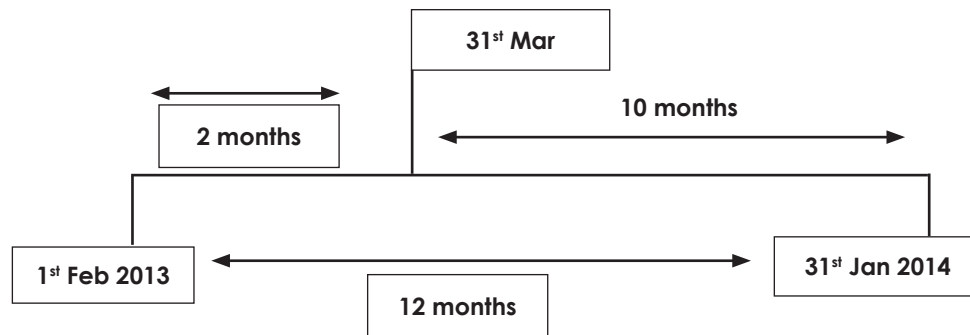 31st Mar
10 months
2 months
1st Feb 2013
31st Jan 2014
12 months